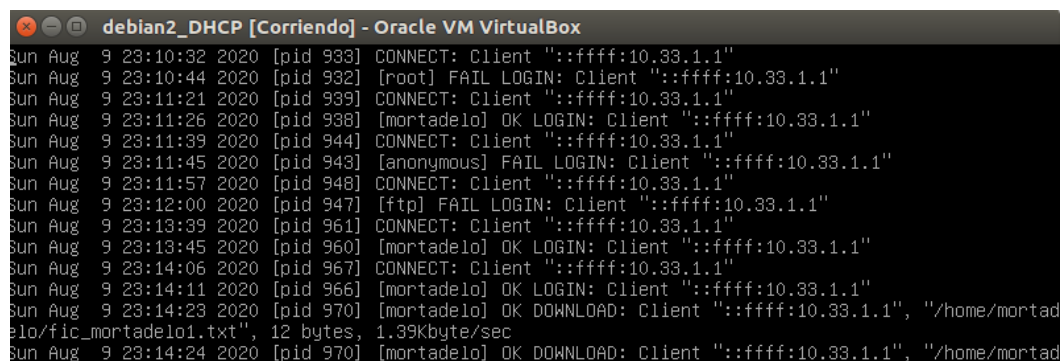 debian2_DHCP [Corriendo] - Oracle VM VirtualBox
Sun Aug  9 23:10:32 2020 [pid 933] CONNECT: Client "::ffff:10.33.1.1"
Sun Aug  9 23:10:44 2020 [pid 932] [root] FAIL LOGIN: Client "::ffff:10.33.1.1"
Sun Aug  9 23:11:21 2020 [pid 939] CONNECT: Client "::ffff:10.33.1.1"
Sun Aug  9 23:11:26 2020 [pid 938] [mortadelo] OK LOGIN: Client "::ffff:10.33.1.1"
Sun Aug  9 23:11:39 2020 [pid 944] CONNECT: Client "::ffff:10.33.1.1"
Sun Aug  9 23:11:45 2020 [pid 943] [anonymous] FAIL LOGIN: Client "::ffff:10.33.1.1"
Sun Aug  9 23:11:57 2020 [pid 948] CONNECT: Client "::ffff:10.33.1.1"
Sun Aug  9 23:12:00 2020 [pid 947] [ftp] FAIL LOGIN: Client "::ffff:10.33.1.1"
Sun Aug  9 23:13:39 2020 [pid 961] CONNECT: Client "::ffff:10.33.1.1"
Sun Aug  9 23:13:45 2020 [pid 960] [mortadelo] OK LOGIN: Client "::ffff:10.33.1.1"
Sun Aug  9 23:14:06 2020 [pid 967] CONNECT: Client "::ffff:10.33.1.1"
Sun Aug  9 23:14:11 2020 [pid 966] [mortadelo] OK LOGIN: Client "::ffff:10.33.1.1"
Sun Aug  9 23:14:23 2020 [pid 970] [mortadelo] OK DOWNLOAD: Client "::ffff:10.33.1.1", "/home/mortad
elo/fic_mortadelo1.txt", 12 bytes, 1.39Kbyte/sec
Sun Aug  9 23:14:24 2020 [pid 970] [mortadelo] OK DOWNLOAD: Client "::ffff:10.33.1.1", "/home/mortad